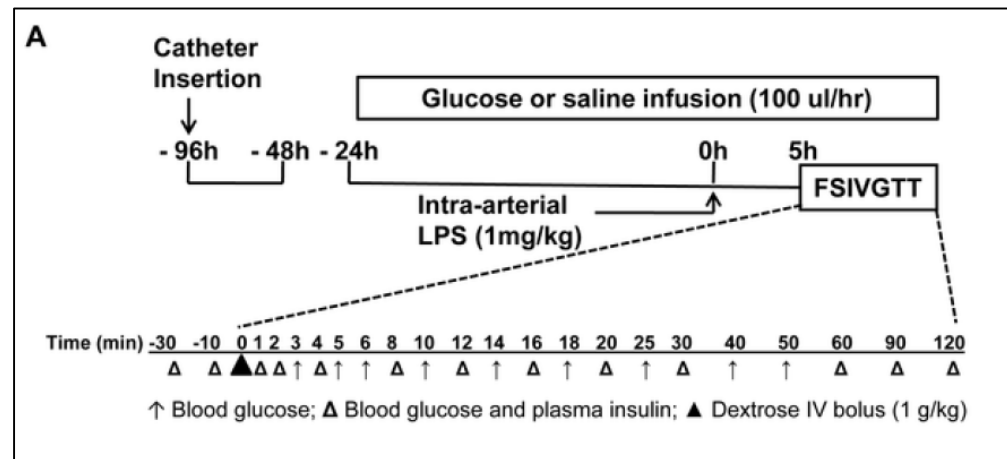 A
Catheter
Insertion
Glucose or saline infusion (100 ul/hr)
- 96h - 48h - 24h 0h 5h
FSIVGTT
Intra-arterial
LPS (1mg/kg)
Time (min) -30 -10 0 1 2 3 4 5 6 8 10 12 14 16 18 20 25 30 40 50 60 90 120
Δ Δ ▲ Δ Δ ↑ Δ ↑ ↑ Δ ↑ Δ ↑ Δ ↑ Δ ↑ Δ ↑ ↑ Δ Δ Δ
↑ Blood glucose; Δ Blood glucose and plasma insulin; ▲ Dextrose IV bolus (1 g/kg)